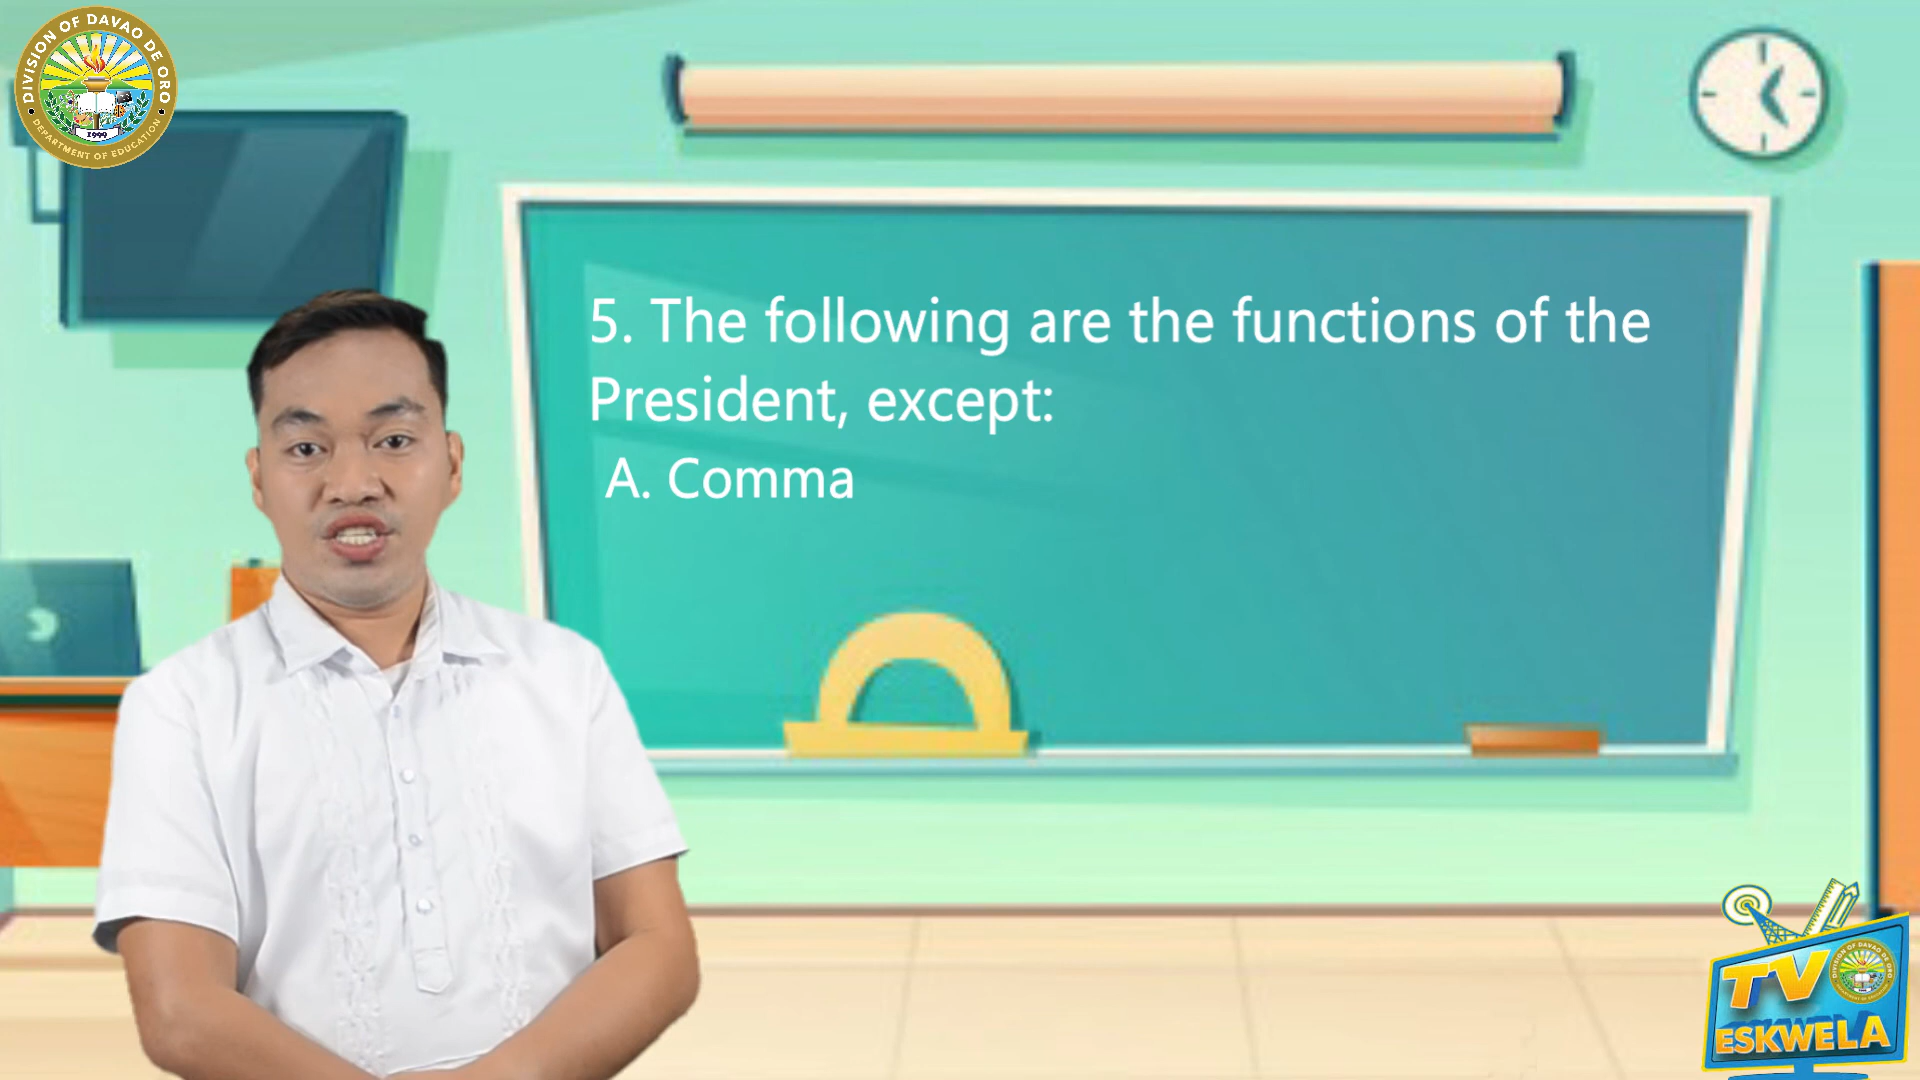 DIVISION OF DAVAO DE ORO
1999
DEPARTMENT OF EDUCATION
5. The following are the functions of the
President, except:
A. Comma
TV
ESKWELA